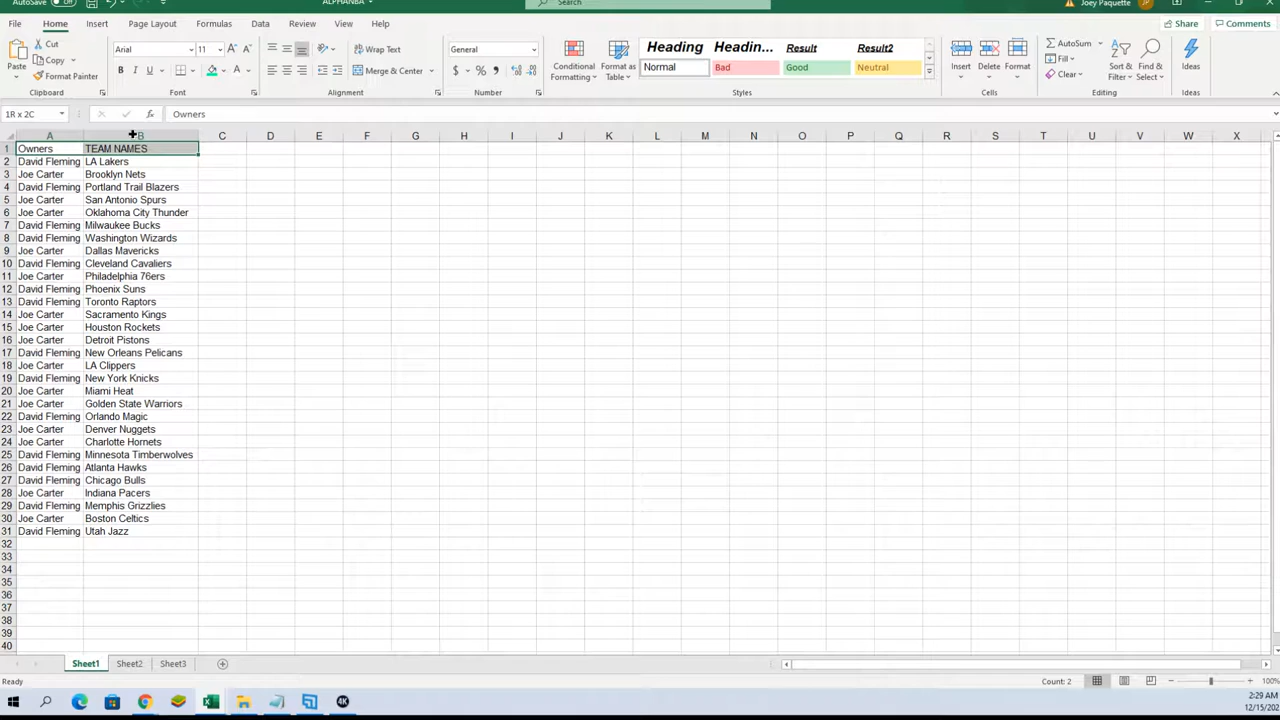 AutoSave Off ALPHANBA Search Joey Paquette JP
File Home Insert Page Layout Formulas Data Review View Help Share Comments
Paste Cut Copy Format Painter Clipboard
Arial 11 A A B I U A Font
Wrap Text Merge & Center Alignment
General $ % , Number
Conditional Formatting Format as Table
Heading Headin... Result Result2
Normal Bad Good Neutral
Styles
Insert Delete Format Cells
AutoSum Fill Clear Sort & Filter Find & Select Editing
Ideas Ideas
1R x 2C fx Owners
A B C D E F G H I J K L M N O P Q R S T U V W X
1 Owners TEAM NAMES
2 David Fleming LA Lakers
3 Joe Carter Brooklyn Nets
4 David Fleming Portland Trail Blazers
5 Joe Carter San Antonio Spurs
6 Joe Carter Oklahoma City Thunder
7 David Fleming Milwaukee Bucks
8 David Fleming Washington Wizards
9 Joe Carter Dallas Mavericks
10 David Fleming Cleveland Cavaliers
11 Joe Carter Philadelphia 76ers
12 David Fleming Phoenix Suns
13 David Fleming Toronto Raptors
14 Joe Carter Sacramento Kings
15 Joe Carter Houston Rockets
16 Joe Carter Detroit Pistons
17 David Fleming New Orleans Pelicans
18 Joe Carter LA Clippers
19 David Fleming New York Knicks
20 Joe Carter Miami Heat
21 Joe Carter Golden State Warriors
22 David Fleming Orlando Magic
23 Joe Carter Denver Nuggets
24 Joe Carter Charlotte Hornets
25 David Fleming Minnesota Timberwolves
26 David Fleming Atlanta Hawks
27 David Fleming Chicago Bulls
28 Joe Carter Indiana Pacers
29 David Fleming Memphis Grizzlies
30 Joe Carter Boston Celtics
31 David Fleming Utah Jazz
32
33
34
35
36
37
38
39
40
Sheet1 Sheet2 Sheet3
Ready Count: 2 100%
4K 2:29 AM
12/15/202